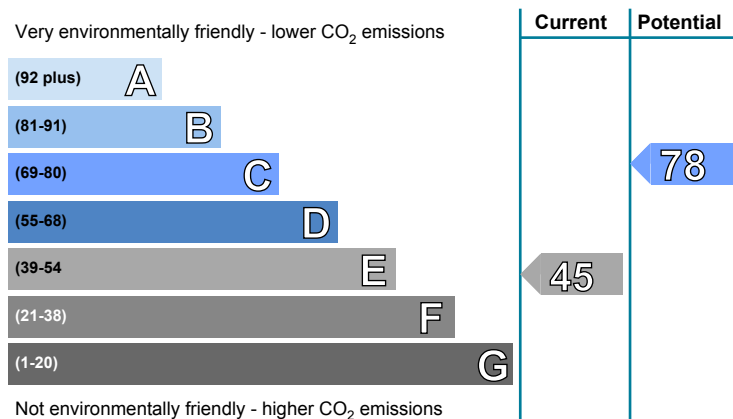 Current Potential
Very environmentally friendly - lower CO2 emissions
(92 plus) A
(81-91) B
(69-80) C
78
(55-68) D
(39-54 E
45
(21-38) F
(1-20) G
Not environmentally friendly - higher CO2 emissions